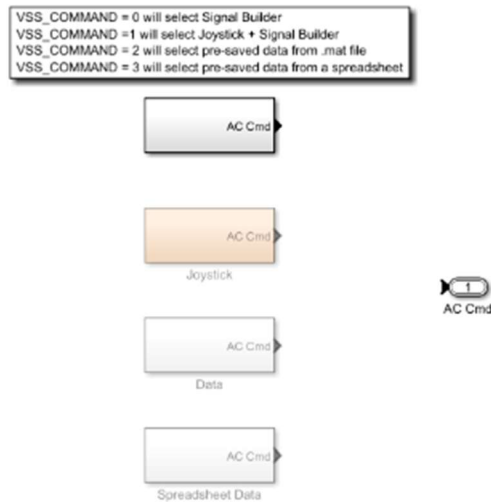 VSS_COMMAND = 0 will select Signal Builder
VSS_COMMAND =1 will select Joystick + Signal Builder
VSS_COMMAND = 2 will select pre-saved data from .mat file
VSS_COMMAND = 3 will select pre-saved data from a spreadsheet
AC Cmd
AC Cmd
Joystick
1
AC Cmd
AC Cmd
Data
AC Cmd
Spreadsheet Data